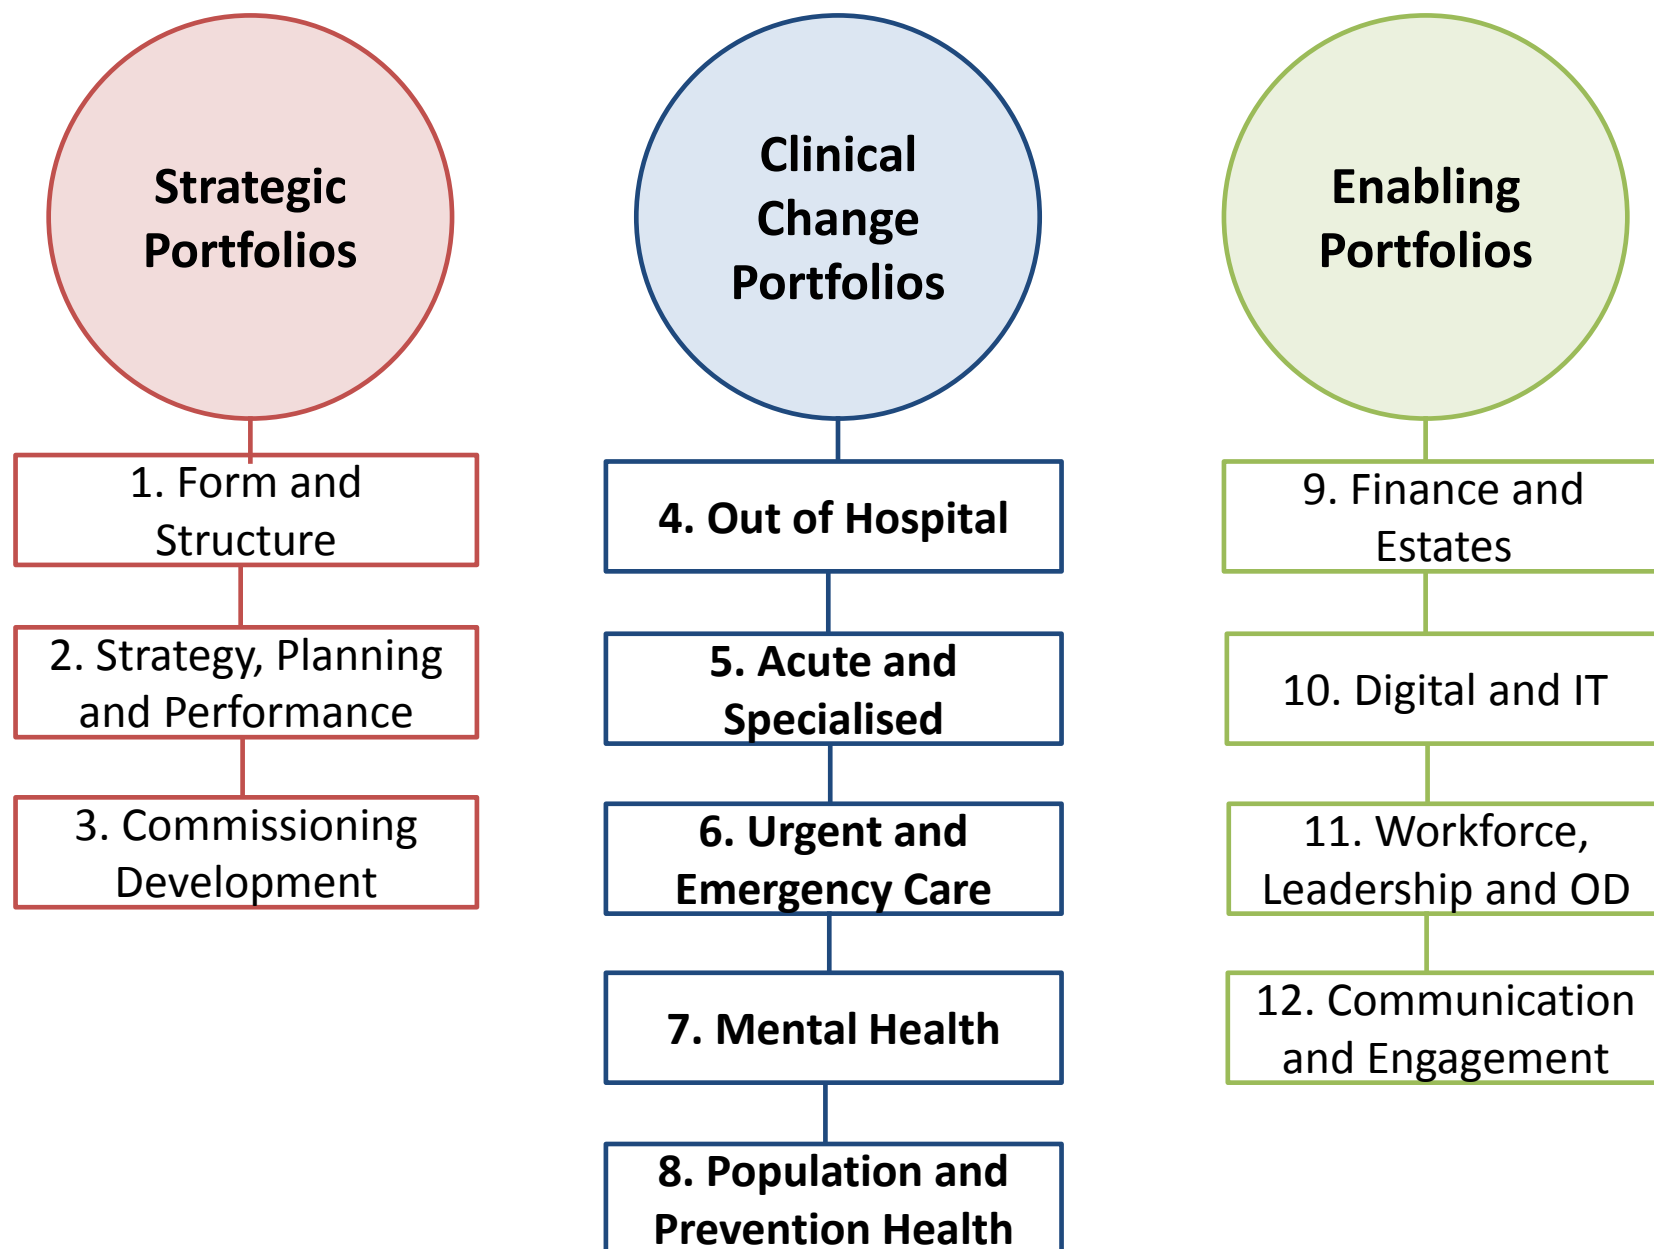 Strategic
Portfolios
1. Form and
Structure
2. Strategy, Planning
and Performance
3. Commissioning
Development
Clinical
Change
Portfolios
4. Out of Hospital
5. Acute and
Specialised
6. Urgent and
Emergency Care
7. Mental Health
8. Population and
Prevention Health
Enabling
Portfolios
9. Finance and
Estates
10. Digital and IT
11. Workforce,
Leadership and OD
12. Communication
and Engagement